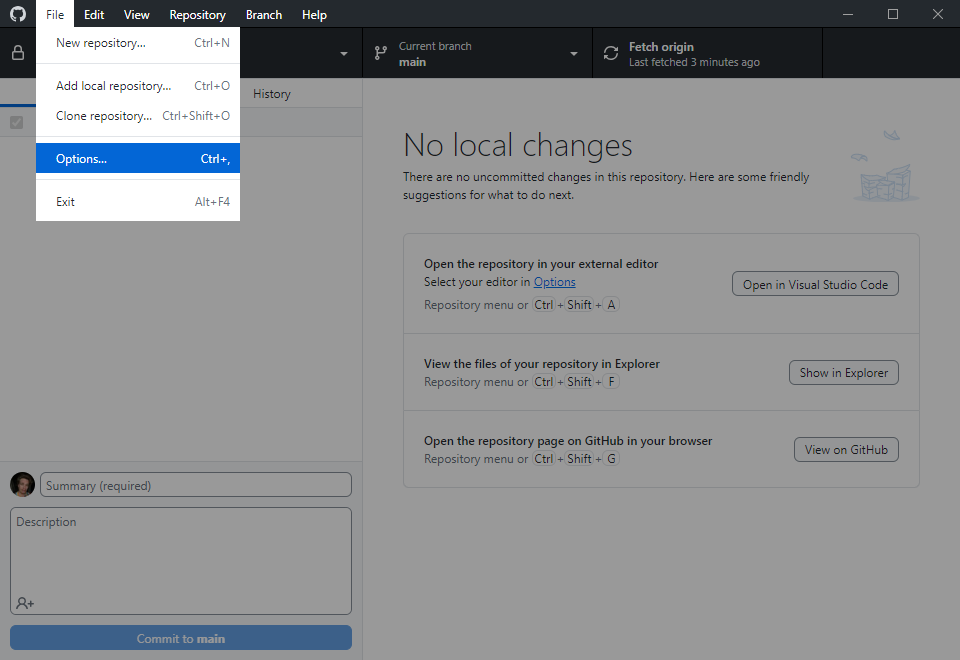 File Edit View Repository Branch Help
New repository... Ctrl+N
Add local repository... Ctrl+O
Clone repository... Ctrl+Shift+O
Options... Ctrl+,
Exit Alt+F4
Current branch
main
Fetch origin
Last fetched 3 minutes ago
History
No local changes
There are no uncommitted changes in this repository. Here are some friendly
suggestions for what to do next.
Open the repository in your external editor
Select your editor in Options
Repository menu or Ctrl + Shift + A
Open in Visual Studio Code
View the files of your repository in Explorer
Repository menu or Ctrl + Shift + F
Show in Explorer
Open the repository page on GitHub in your browser
Repository menu or Ctrl + Shift + G
View on GitHub
Summary (required)
Description
Commit to main